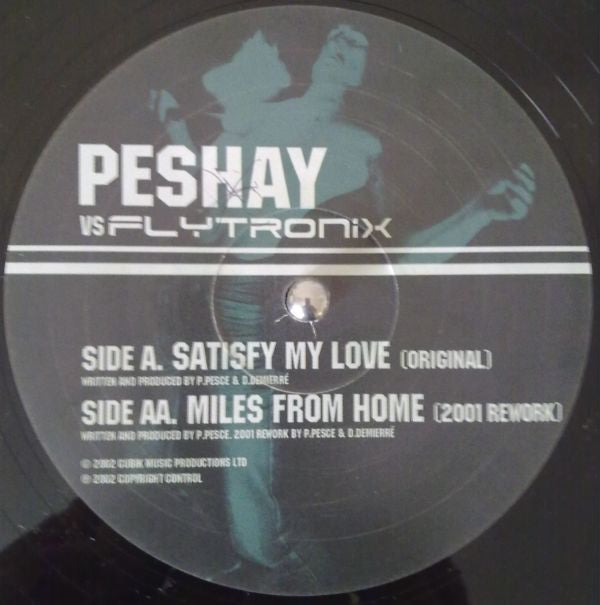 PESHAY
VS FLYTRONiX
SIDE A. SATISFY MY LOVE (ORIGINAL)
WRITTEN AND PRODUCED BY P.PESCE & D.DEMIERRÉ
SIDE AA. MILES FROM HOME (2001 REWORK)
WRITTEN AND PRODUCED BY P.PESCE. 2001 REWORK BY P.PESCE & D.DEMIERRÉ
© 2002 CUBIK MUSIC PRODUCTIONS LTD
℗ 2002 COPYRIGHT CONTROL